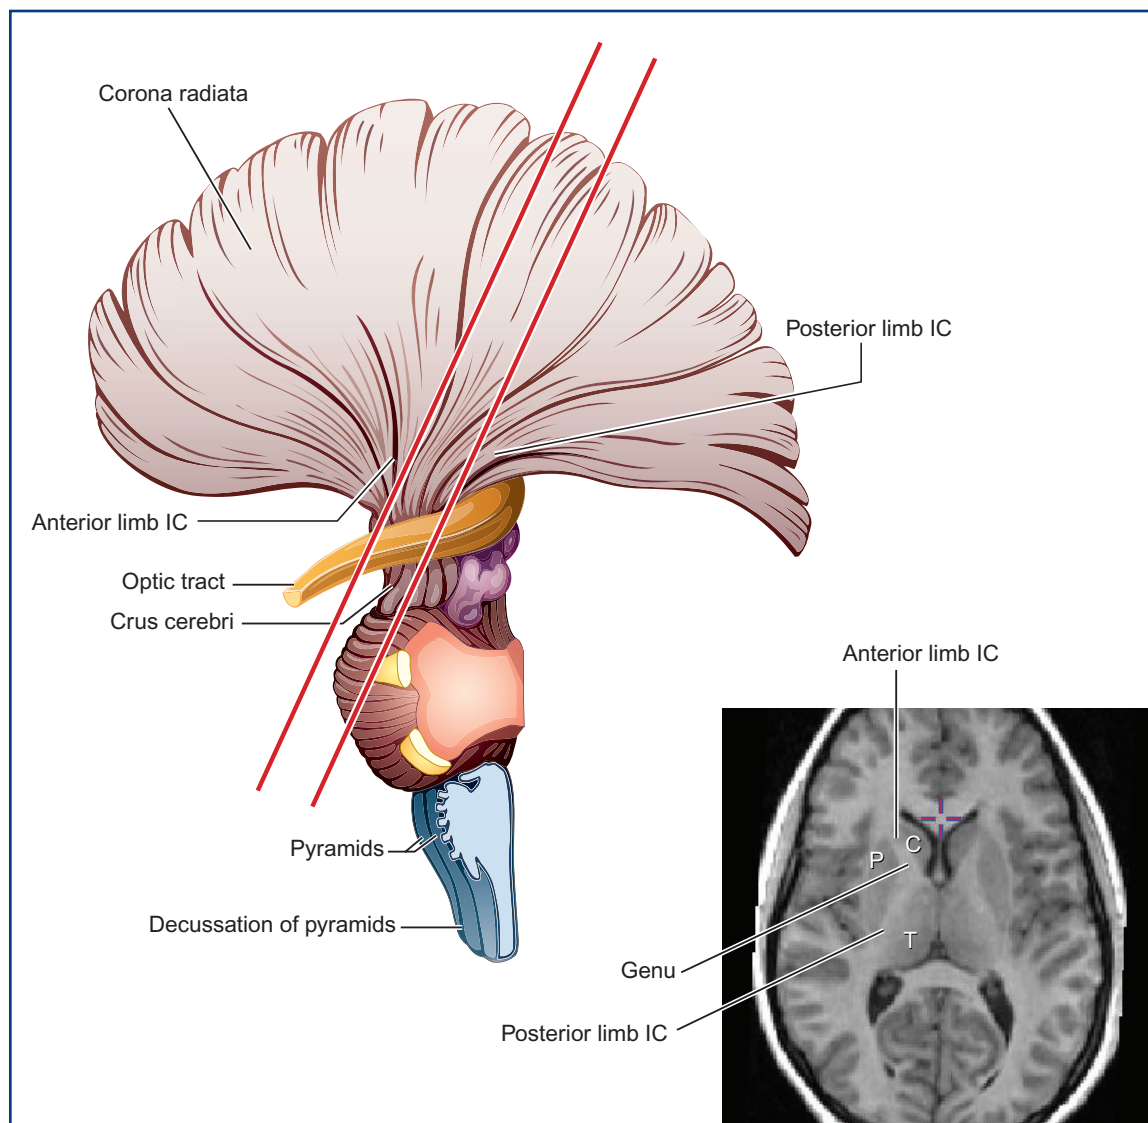 Corona radiata
Posterior limb IC
Anterior limb IC
Optic tract
Crus cerebri
Pyramids
Decussation of pyramids
Anterior limb IC
C
P
T
Genu
Posterior limb IC